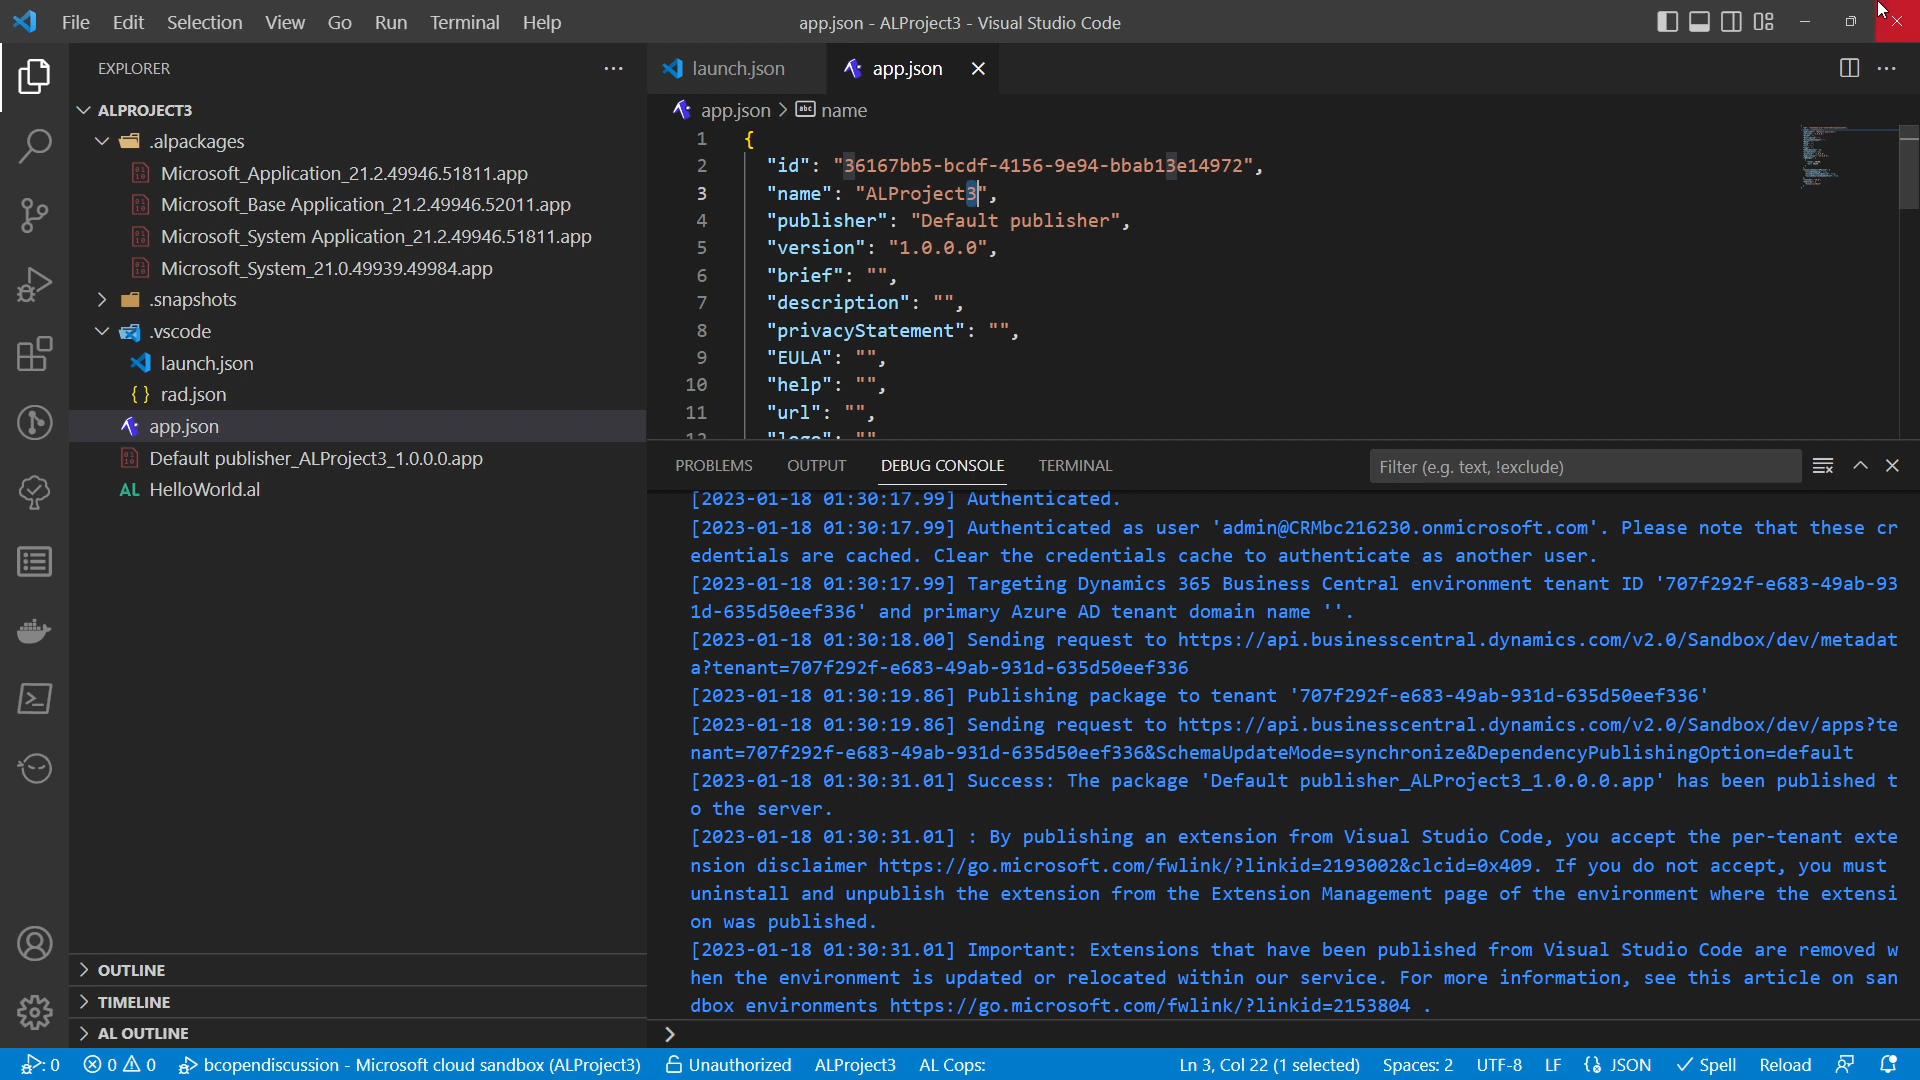 File Edit Selection View Go Run Terminal Help
app.json - ALProject3 - Visual Studio Code
EXPLORER
ALPROJECT3
.alpackages
Microsoft_Application_21.2.49946.51811.app
Microsoft_Base Application_21.2.49946.52011.app
Microsoft_System Application_21.2.49946.51811.app
Microsoft_System_21.0.49939.49984.app
.snapshots
.vscode
launch.json
{} rad.json
app.json
Default publisher_ALProject3_1.0.0.0.app
AL HelloWorld.al
OUTLINE
TIMELINE
AL OUTLINE
launch.json
app.json
app.json > abc name
1 {
2 "id": "36167bb5-bcdf-4156-9e94-bbab13e14972",
3 "name": "ALProject3",
4 "publisher": "Default publisher",
5 "version": "1.0.0.0",
6 "brief": "",
7 "description": "",
8 "privacyStatement": "",
9 "EULA": "",
10 "help": "",
11 "url": "",
12 "logo": ""
PROBLEMS OUTPUT DEBUG CONSOLE TERMINAL
Filter (e.g. text, !exclude)
[2023-01-18 01:30:17.99] Authenticated.
[2023-01-18 01:30:17.99] Authenticated as user 'admin@CRMbc216230.onmicrosoft.com'. Please note that these cr
edentials are cached. Clear the credentials cache to authenticate as another user.
[2023-01-18 01:30:17.99] Targeting Dynamics 365 Business Central environment tenant ID '707f292f-e683-49ab-93
1d-635d50eef336' and primary Azure AD tenant domain name ''.
[2023-01-18 01:30:18.00] Sending request to https://api.businesscentral.dynamics.com/v2.0/Sandbox/dev/metadat
a?tenant=707f292f-e683-49ab-931d-635d50eef336
[2023-01-18 01:30:19.86] Publishing package to tenant '707f292f-e683-49ab-931d-635d50eef336'
[2023-01-18 01:30:19.86] Sending request to https://api.businesscentral.dynamics.com/v2.0/Sandbox/dev/apps?te
nant=707f292f-e683-49ab-931d-635d50eef336&SchemaUpdateMode=synchronize&DependencyPublishingOption=default
[2023-01-18 01:30:31.01] Success: The package 'Default publisher_ALProject3_1.0.0.0.app' has been published t
o the server.
[2023-01-18 01:30:31.01] : By publishing an extension from Visual Studio Code, you accept the per-tenant exte
nsion disclaimer https://go.microsoft.com/fwlink/?linkid=2193002&clcid=0x409. If you do not accept, you must
uninstall and unpublish the extension from the Extension Management page of the environment where the extensi
on was published.
[2023-01-18 01:30:31.01] Important: Extensions that have been published from Visual Studio Code are removed w
hen the environment is updated or relocated within our service. For more information, see this article on san
dbox environments https://go.microsoft.com/fwlink/?linkid=2153804 .
: 0 0 0 bcopendiscussion - Microsoft cloud sandbox (ALProject3) Unauthorized ALProject3 AL Cops: Ln 3, Col 22 (1 selected) Spaces: 2 UTF-8 LF JSON Spell Reload